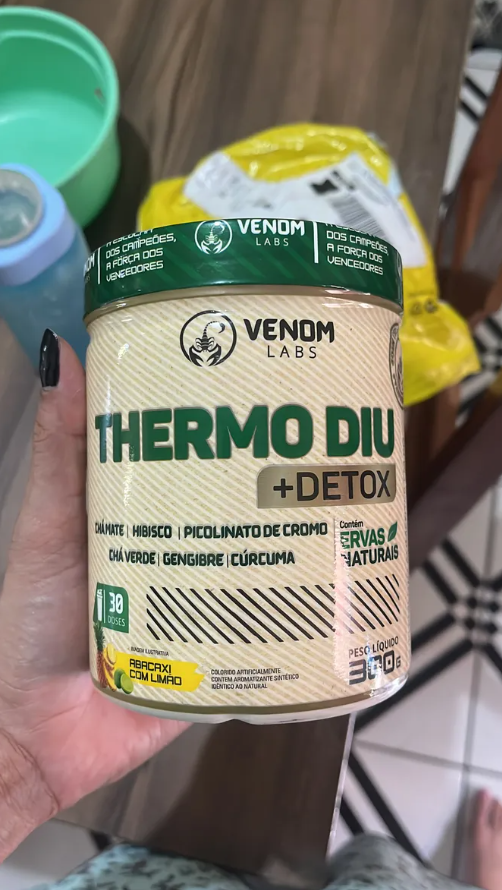 DOS CAMPEÕES,
A FORÇA DOS
VENCEDORES
VENOM
LABS
DOS CAMPEÕES,
A FORÇA DOS
VENCEDORES
VENOM
LABS
THERMO DIU
+DETOX
CHÁ MATE | HIBISCO | PICOLINATO DE CROMO
CHÁ VERDE | GENGIBRE | CÚRCUMA
Contém
ERVAS
NATURAIS
30
DOSES
IMAGEM ILUSTRATIVA
ABACAXI
COM LIMÃO
COLORIDO ARTIFICIALMENTE
CONTÉM AROMATIZANTE SINTÉTICO
IDÊNTICO AO NATURAL
PESO LÍQUIDO
300G